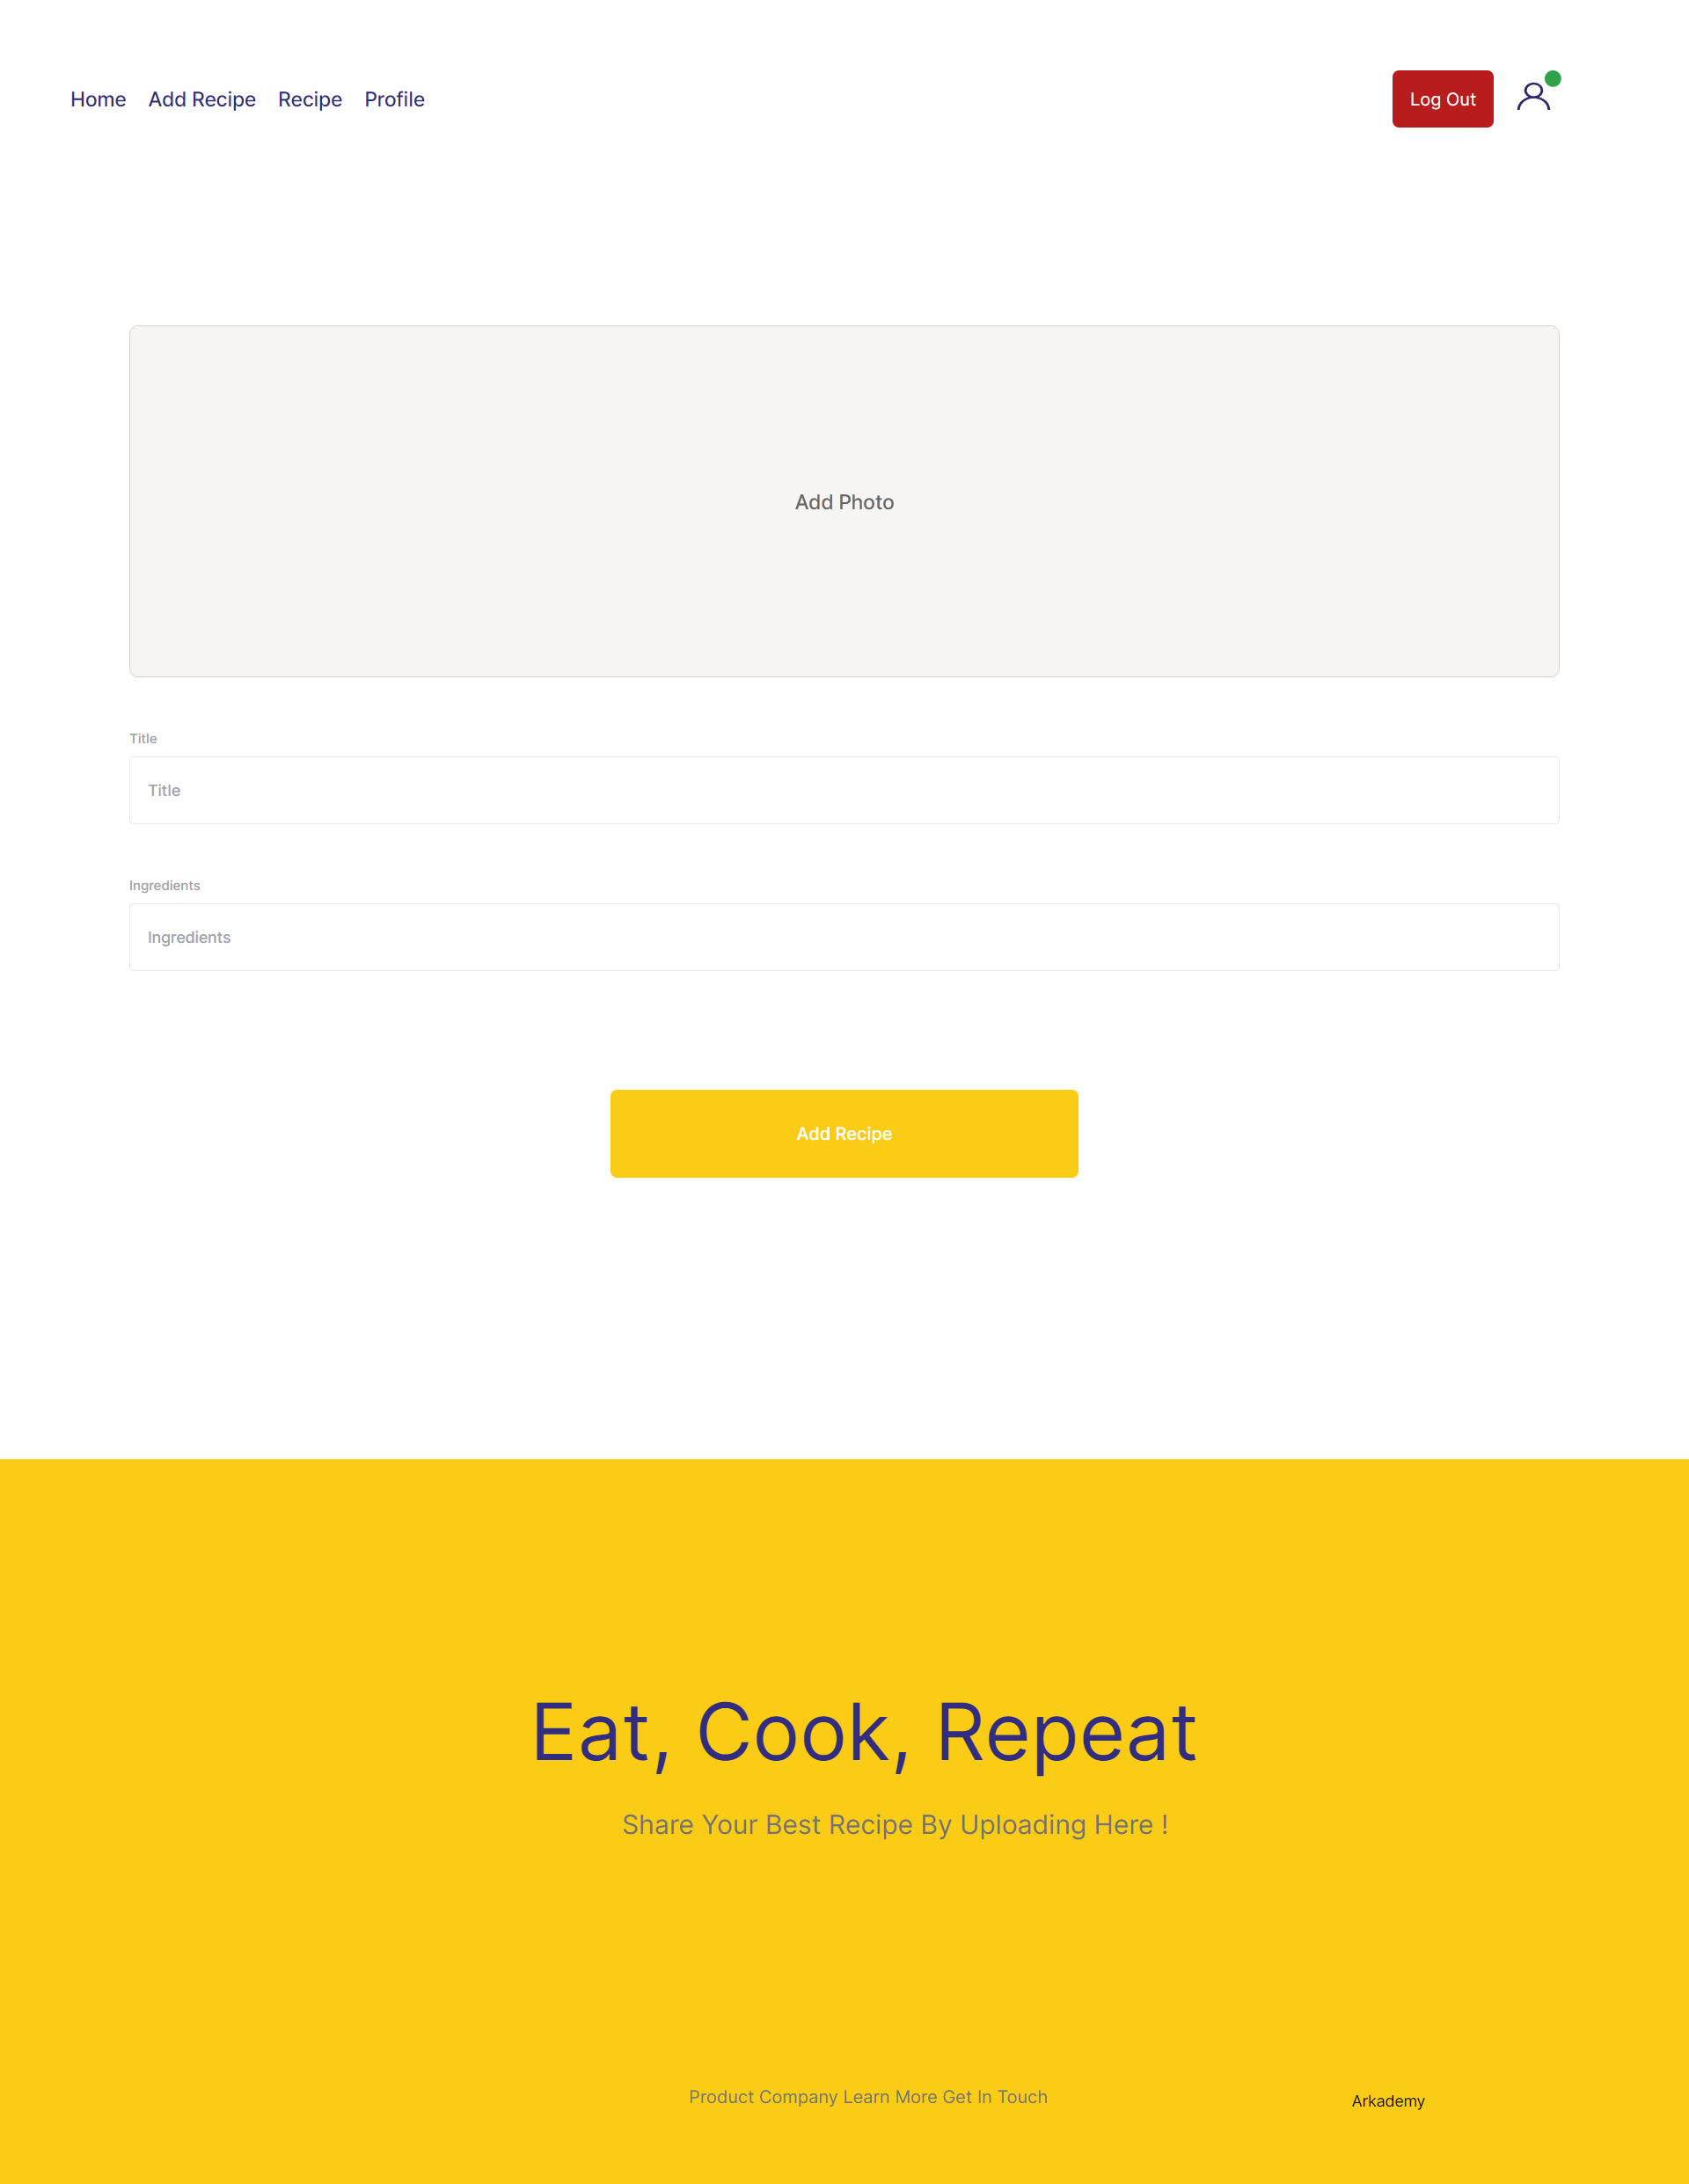 Home Add Recipe Recipe Profile Log Out
Add Photo
Title
Title
Ingredients
Ingredients
Add Recipe
Eat, Cook, Repeat
Share Your Best Recipe By Uploading Here !
Product Company Learn More Get In Touch
Arkademy